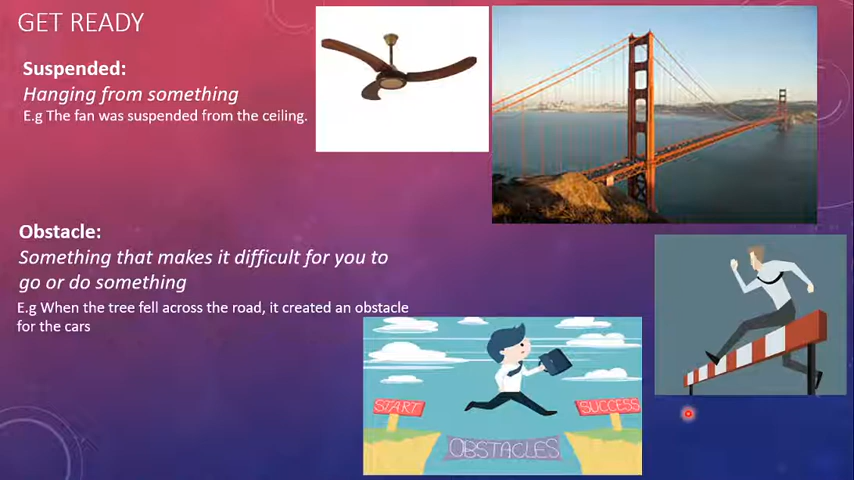 GET READY
Suspended:
Hanging from something
E.g The fan was suspended from the ceiling.
Obstacle:
Something that makes it difficult for you to
go or do something
E.g When the tree fell across the road, it created an obstacle
for the cars
START
SUCCESS
OBSTACLES